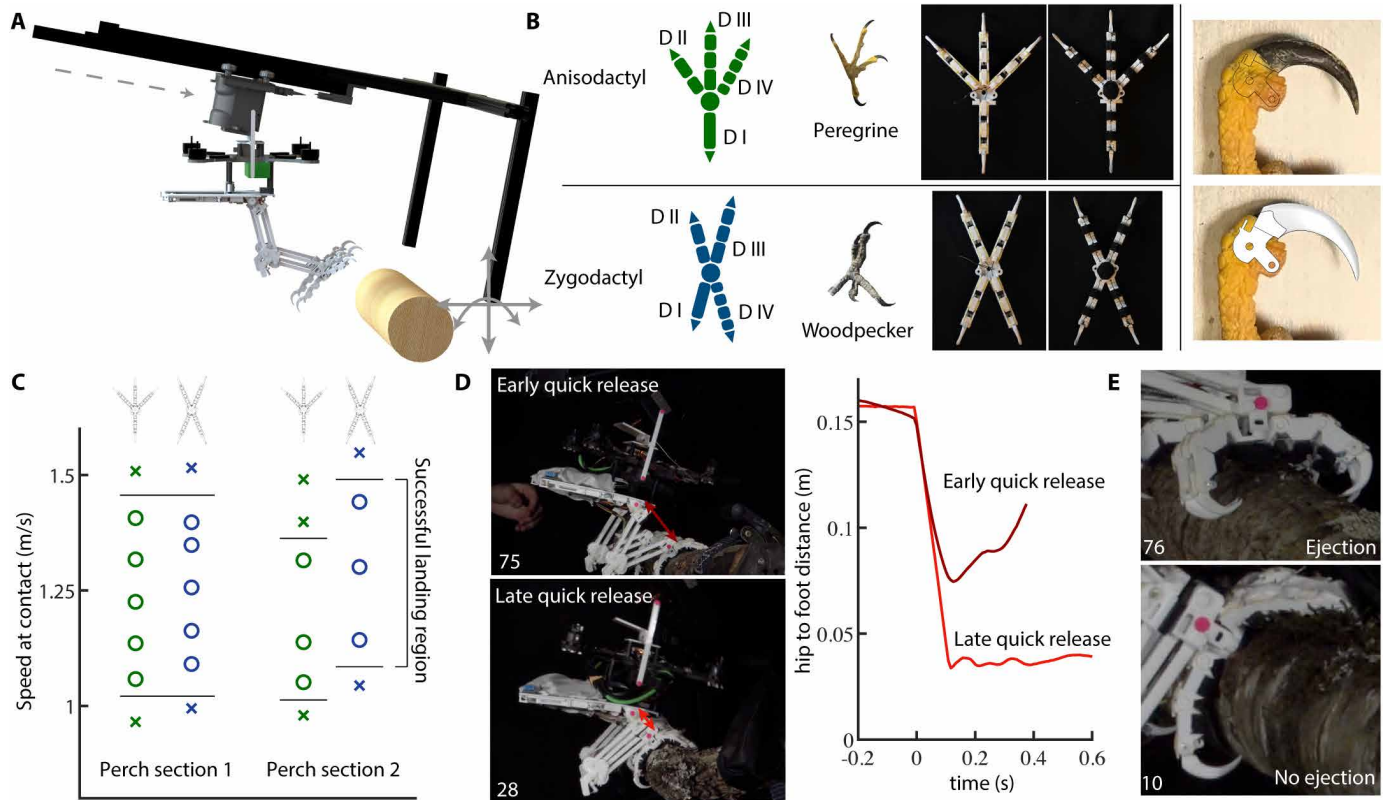 A
B
D III
D II
Anisodactyl
D IV
D I
Peregrine
D II
D III
Zygodactyl
D I
D IV
Woodpecker
C
Speed at contact (m/s)
1.5
1.25
1
Successful landing region
Perch section 1
Perch section 2
D
Early quick release
75
Late quick release
28
hip to foot distance (m)
0.15
0.1
0.05
0
Early quick release
Late quick release
-0.2
0
0.2
0.4
0.6
time (s)
E
76
Ejection
10
No ejection